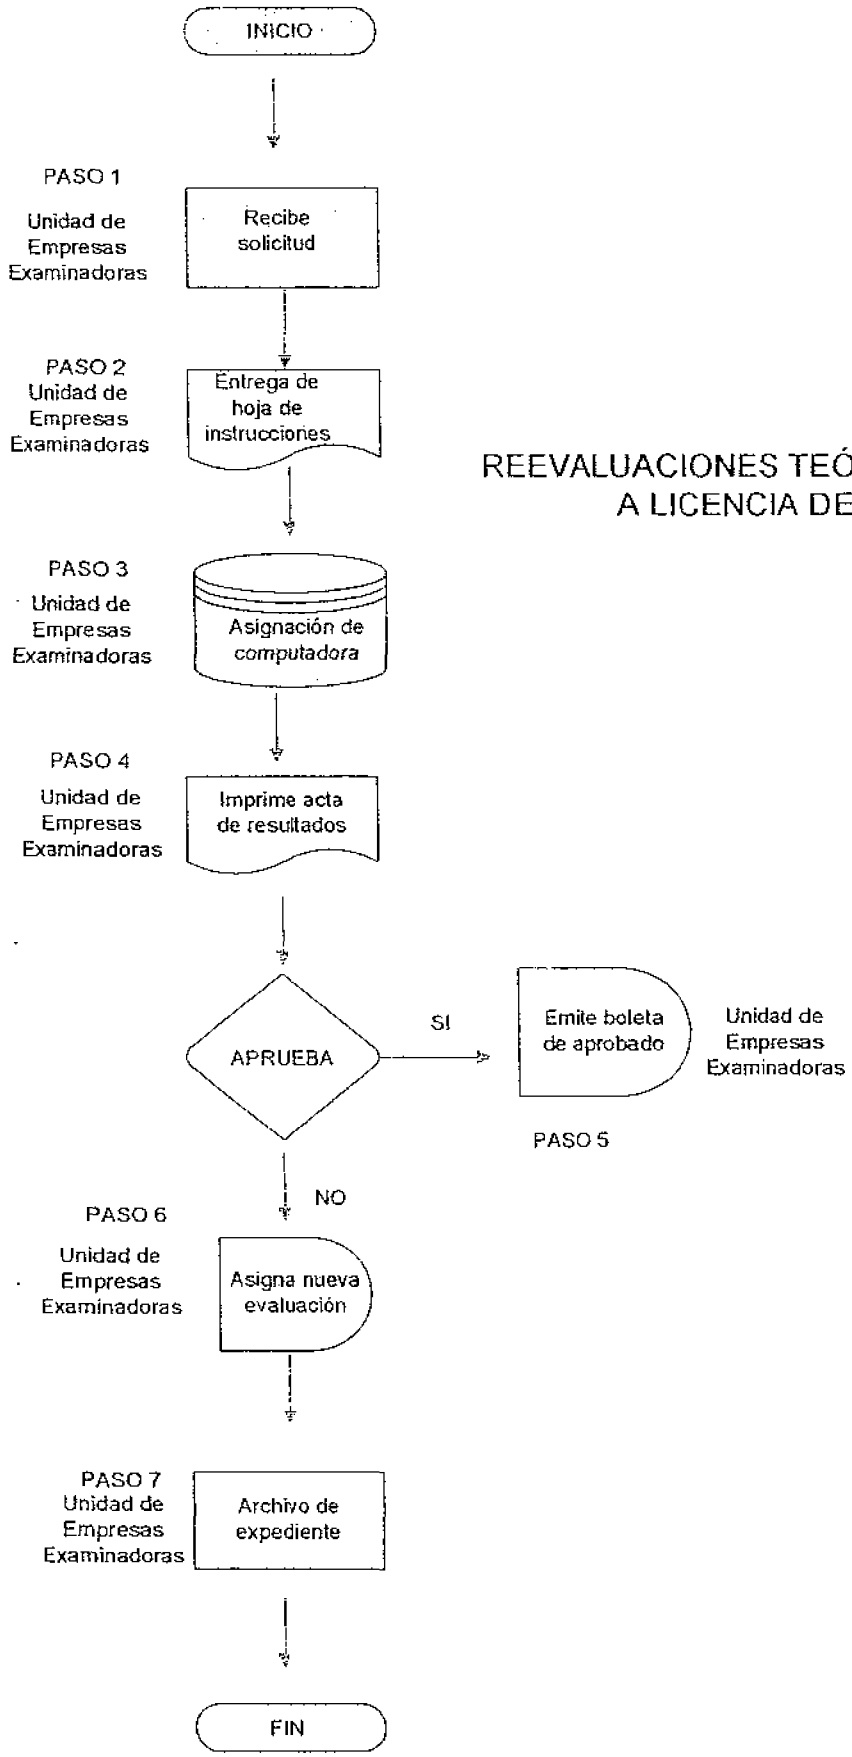 INICIO
PASO 1
Unidad de
Empresas
Examinadoras
Recibe
solicitud
PASO 2
Unidad de
Empresas
Examinadoras
Entrega de
hoja de
instrucciones
REEVALUACIONES TEÓ
A LICENCIA DE
PASO 3
Unidad de
Empresas
Examinadoras
Asignación de
computadora
PASO 4
Unidad de
Empresas
Examinadoras
Imprime acta
de resultados
APRUEBA
SI
Emite boleta
de aprobado
Unidad de
Empresas
Examinadoras
PASO 5
NO
PASO 6
Unidad de
Empresas
Examinadoras
Asigna nueva
evaluación
PASO 7
Unidad de
Empresas
Examinadoras
Archivo de
expediente
FIN